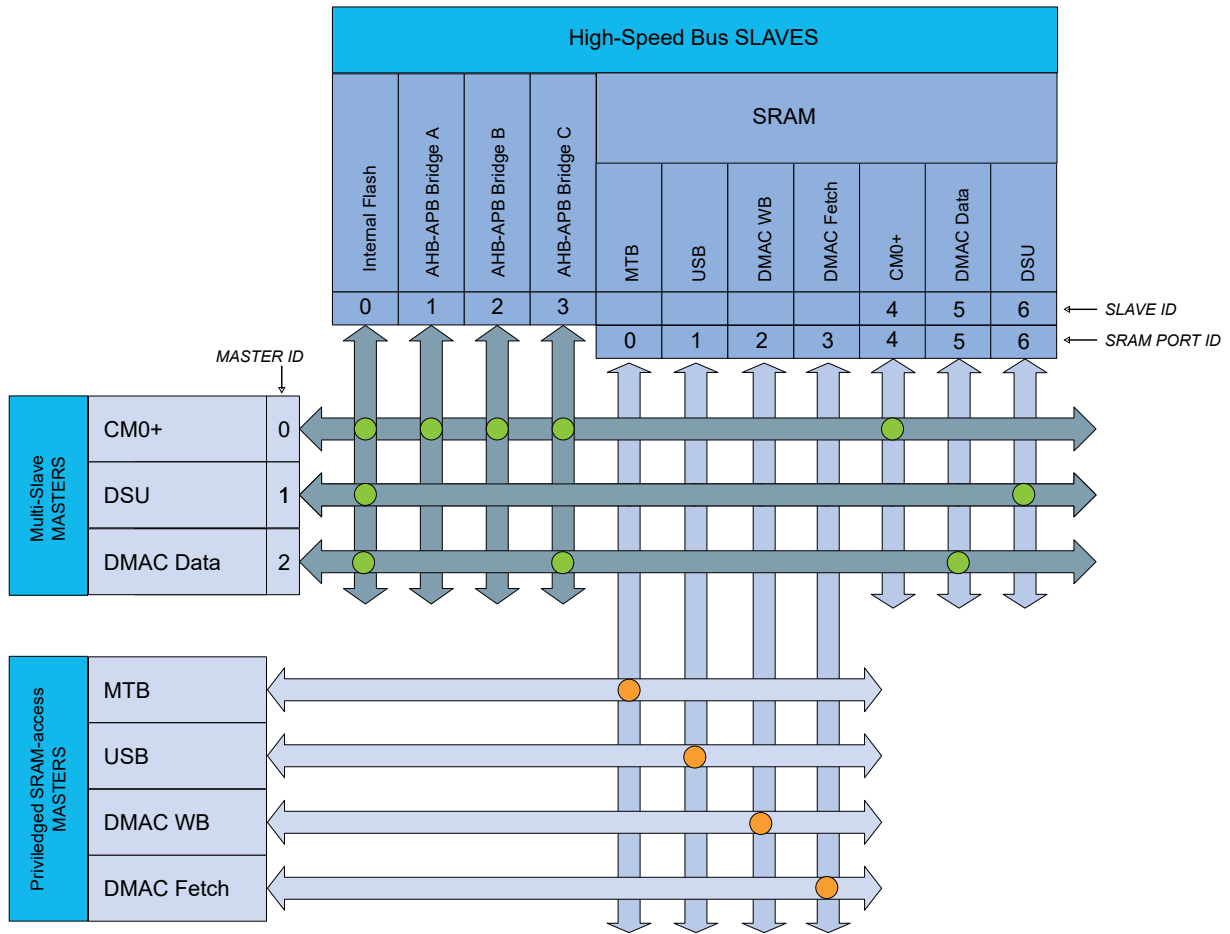 High-Speed Bus SLAVES
SRAM
Internal Flash
AHB-APB Bridge A
AHB-APB Bridge B
AHB-APB Bridge C
MTB
USB
DMAC WB
DMAC Fetch
CM0+
DMAC Data
DSU
0 1 2 3 4 5 6 SLAVE ID
0 1 2 3 4 5 6 SRAM PORT ID
MASTER ID
Multi-Slave
MASTERS
CM0+ 0
DSU 1
DMAC Data 2
Priviledged SRAM-access
MASTERS
MTB
USB
DMAC WB
DMAC Fetch